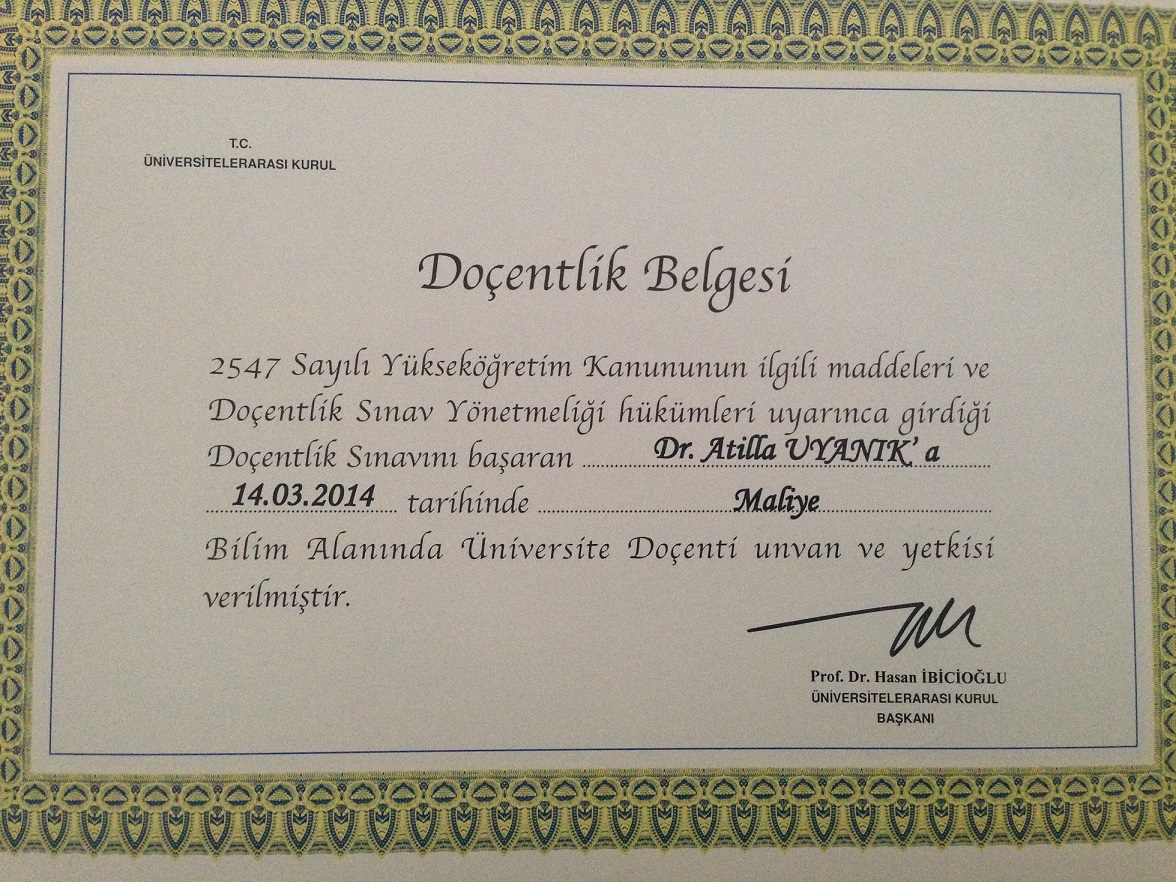 T.C.
ÜNİVERSİTELERARASI KURUL
Doçentlik Belgesi
2547 Sayılı Yükseköğretim Kanununun ilgili maddeleri ve
Doçentlik Sınav Yönetmeliği hükümleri uyarınca girdiği
Doçentlik Sınavını başaran Dr. Atilla UYANIK' a
14.03.2014 tarihinde Maliye
Bilim Alanında Üniversite Doçenti unvan ve yetkisi
verilmiştir.
Prof. Dr. Hasan İBİCİOĞLU
ÜNİVERSİTELERARASI KURUL
BAŞKANI